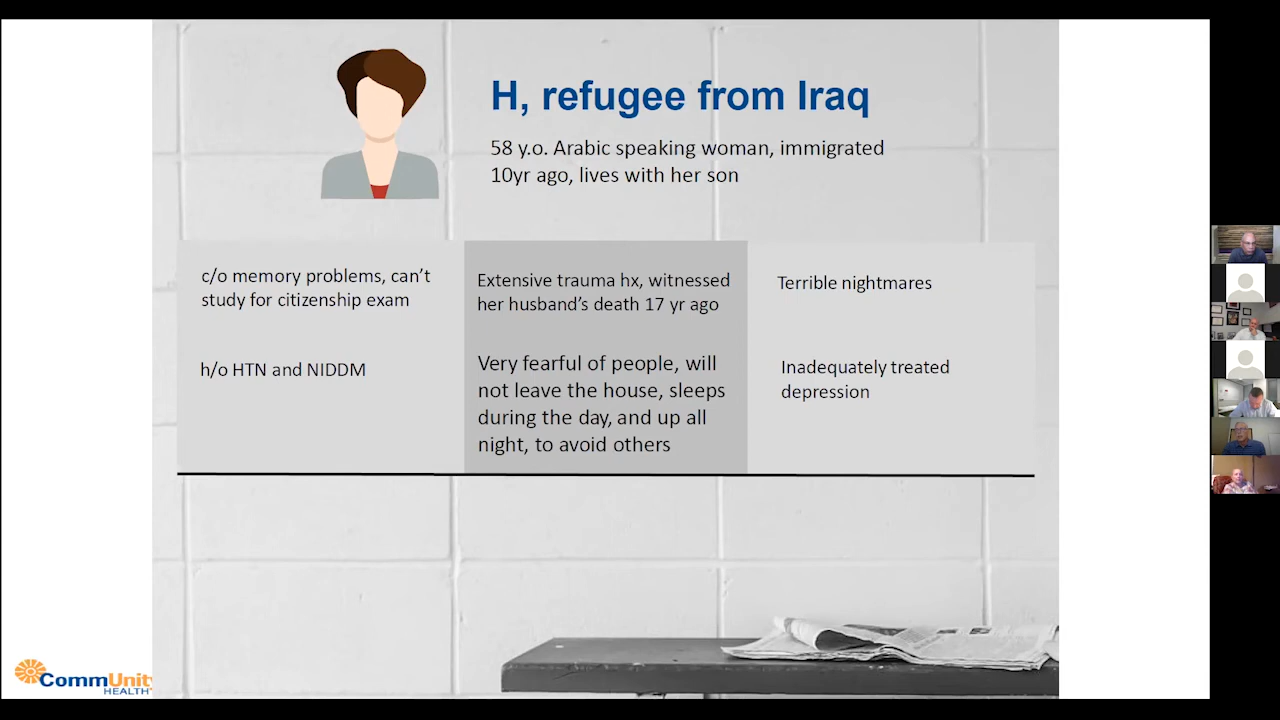 H, refugee from Iraq
58 y.o. Arabic speaking woman, immigrated
10yr ago, lives with her son
c/o memory problems, can't
study for citizenship exam
h/o HTN and NIDDM
Extensive trauma hx, witnessed
her husband's death 17 yr ago
Very fearful of people, will
not leave the house, sleeps
during the day, and up all
night, to avoid others
Terrible nightmares
Inadequately treated
depression
CommUnity
HEALTH